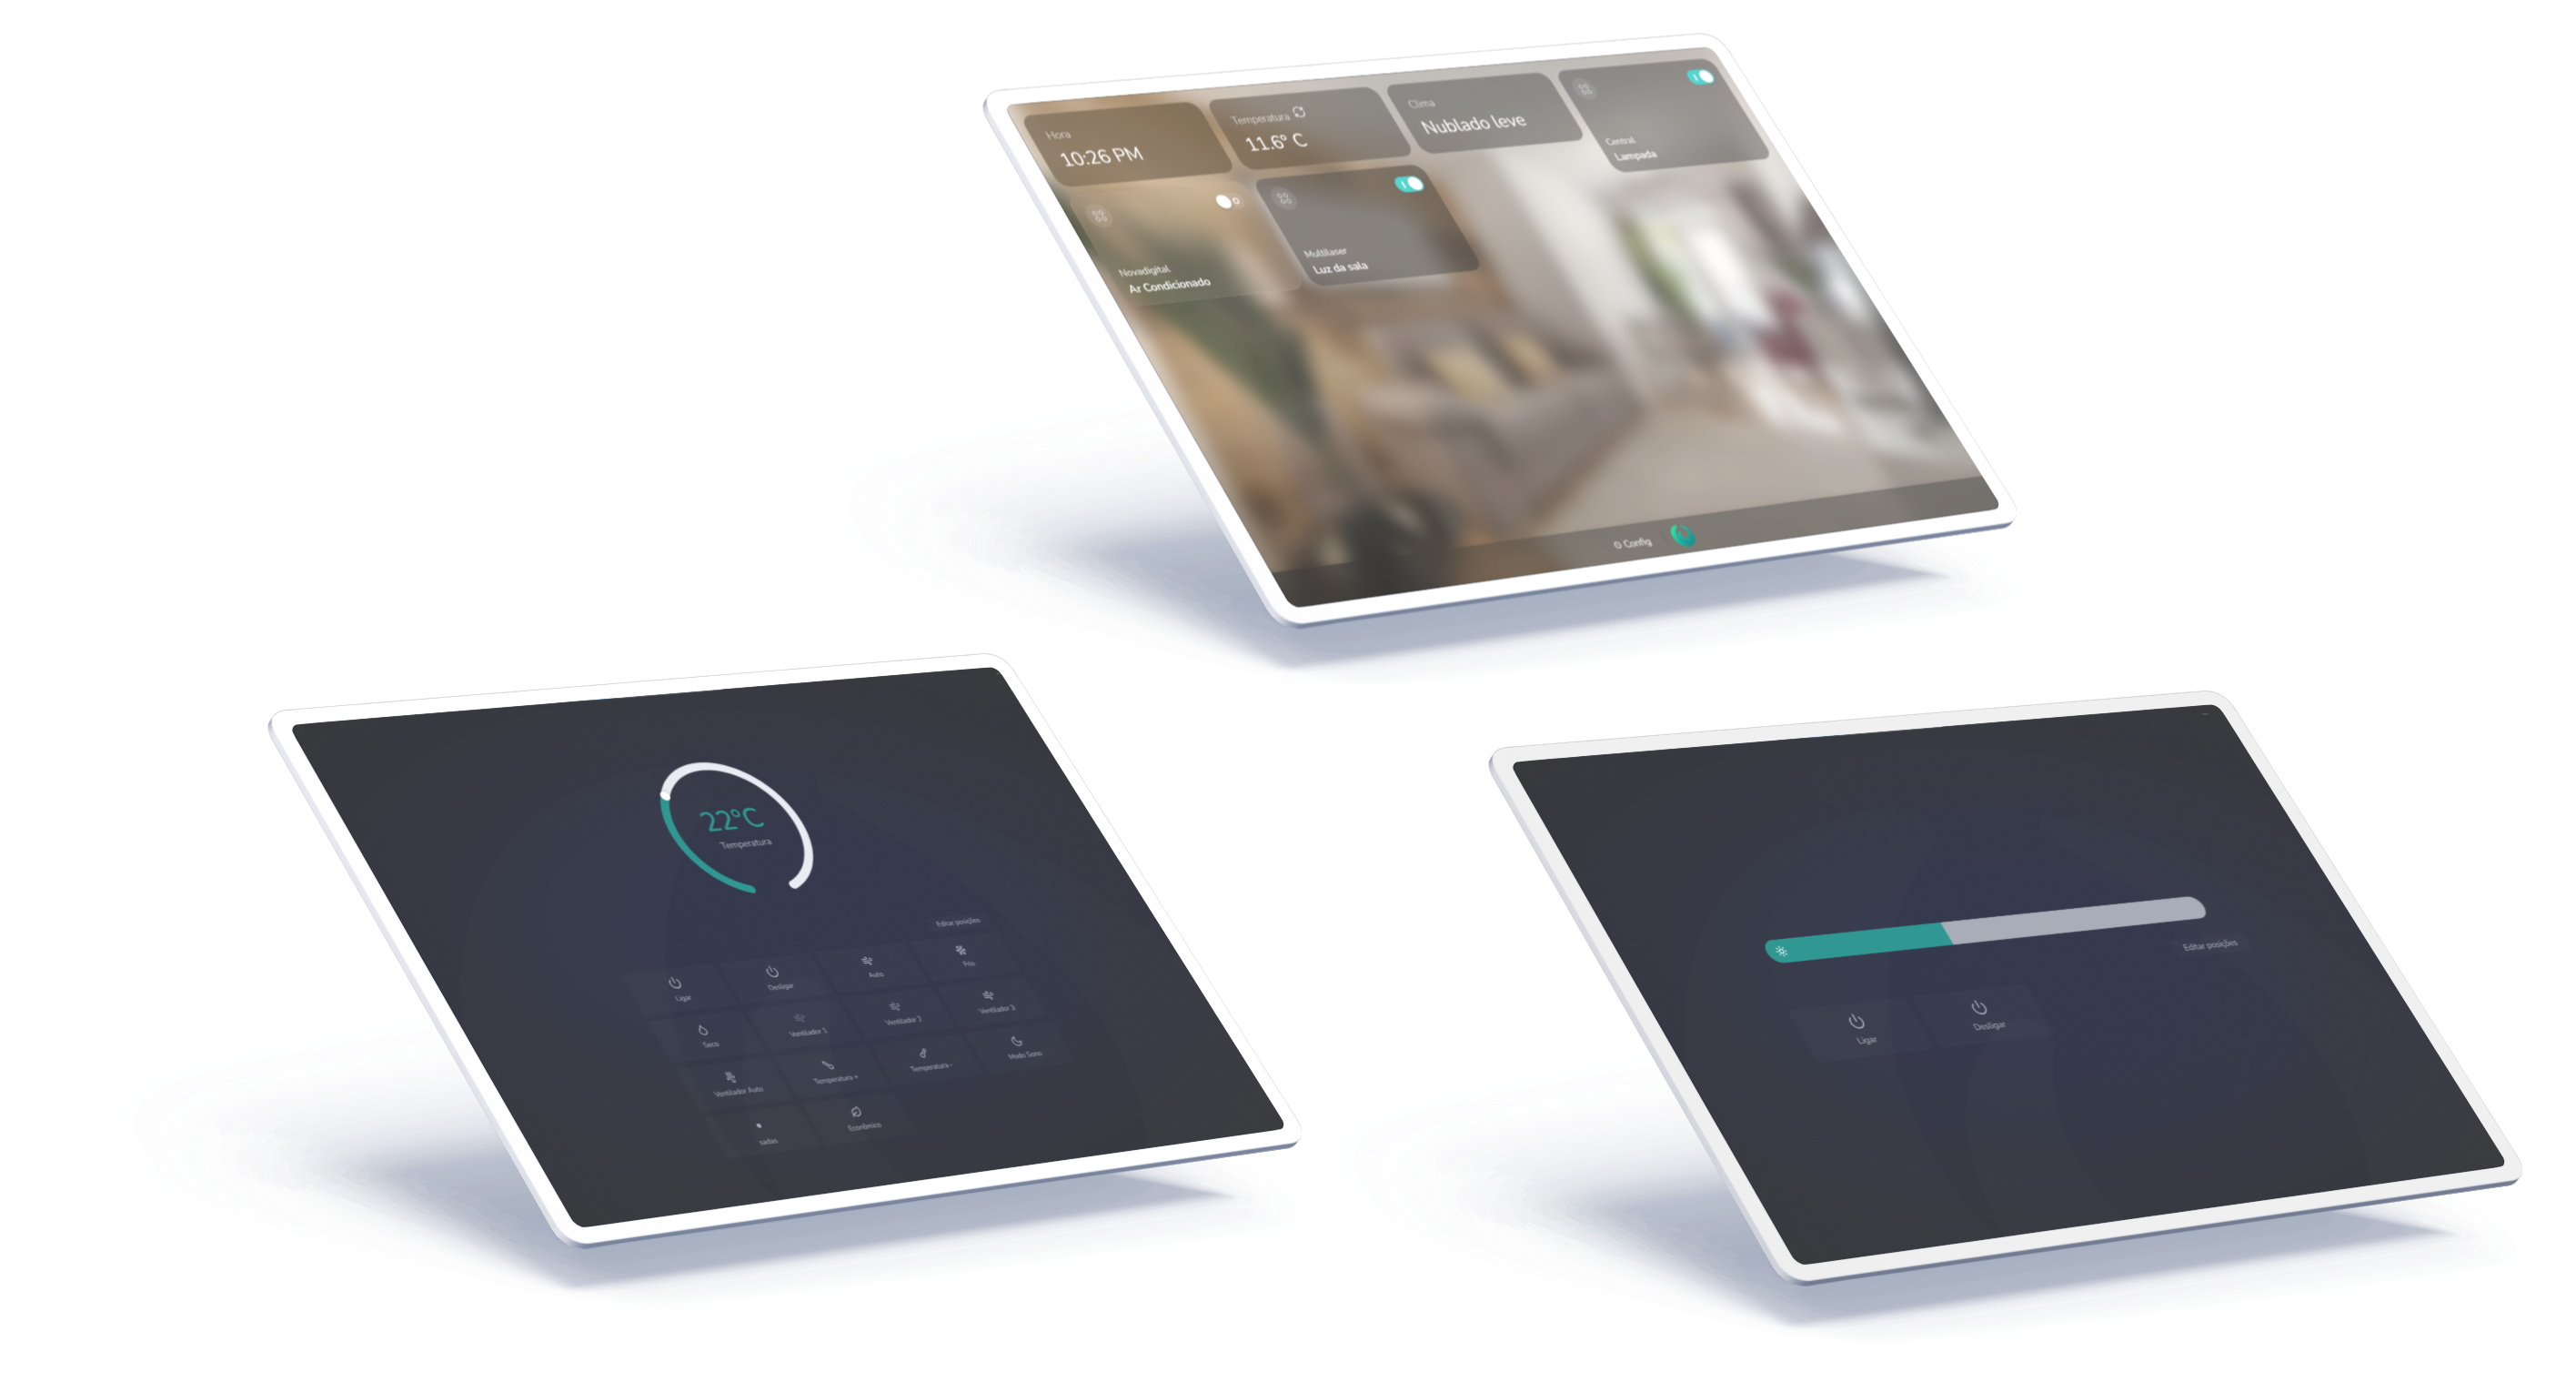 Hora
10:26 PM
Temperatura
11.6° C
Clima
Nublado leve
Central
Lampada
Novadigital
Ar Condicionado
Multilaser
Luz da sala
Config
22°C
Temperatura
Editar posições
Ligar
Desligar
Auto
Frio
Seco
Ventilador 1
Ventilador 2
Ventilador 3
Ventilador Auto
Temperatura +
Temperatura -
Modo Sono
sadas
Econômico
Editar posições
Ligar
Desligar